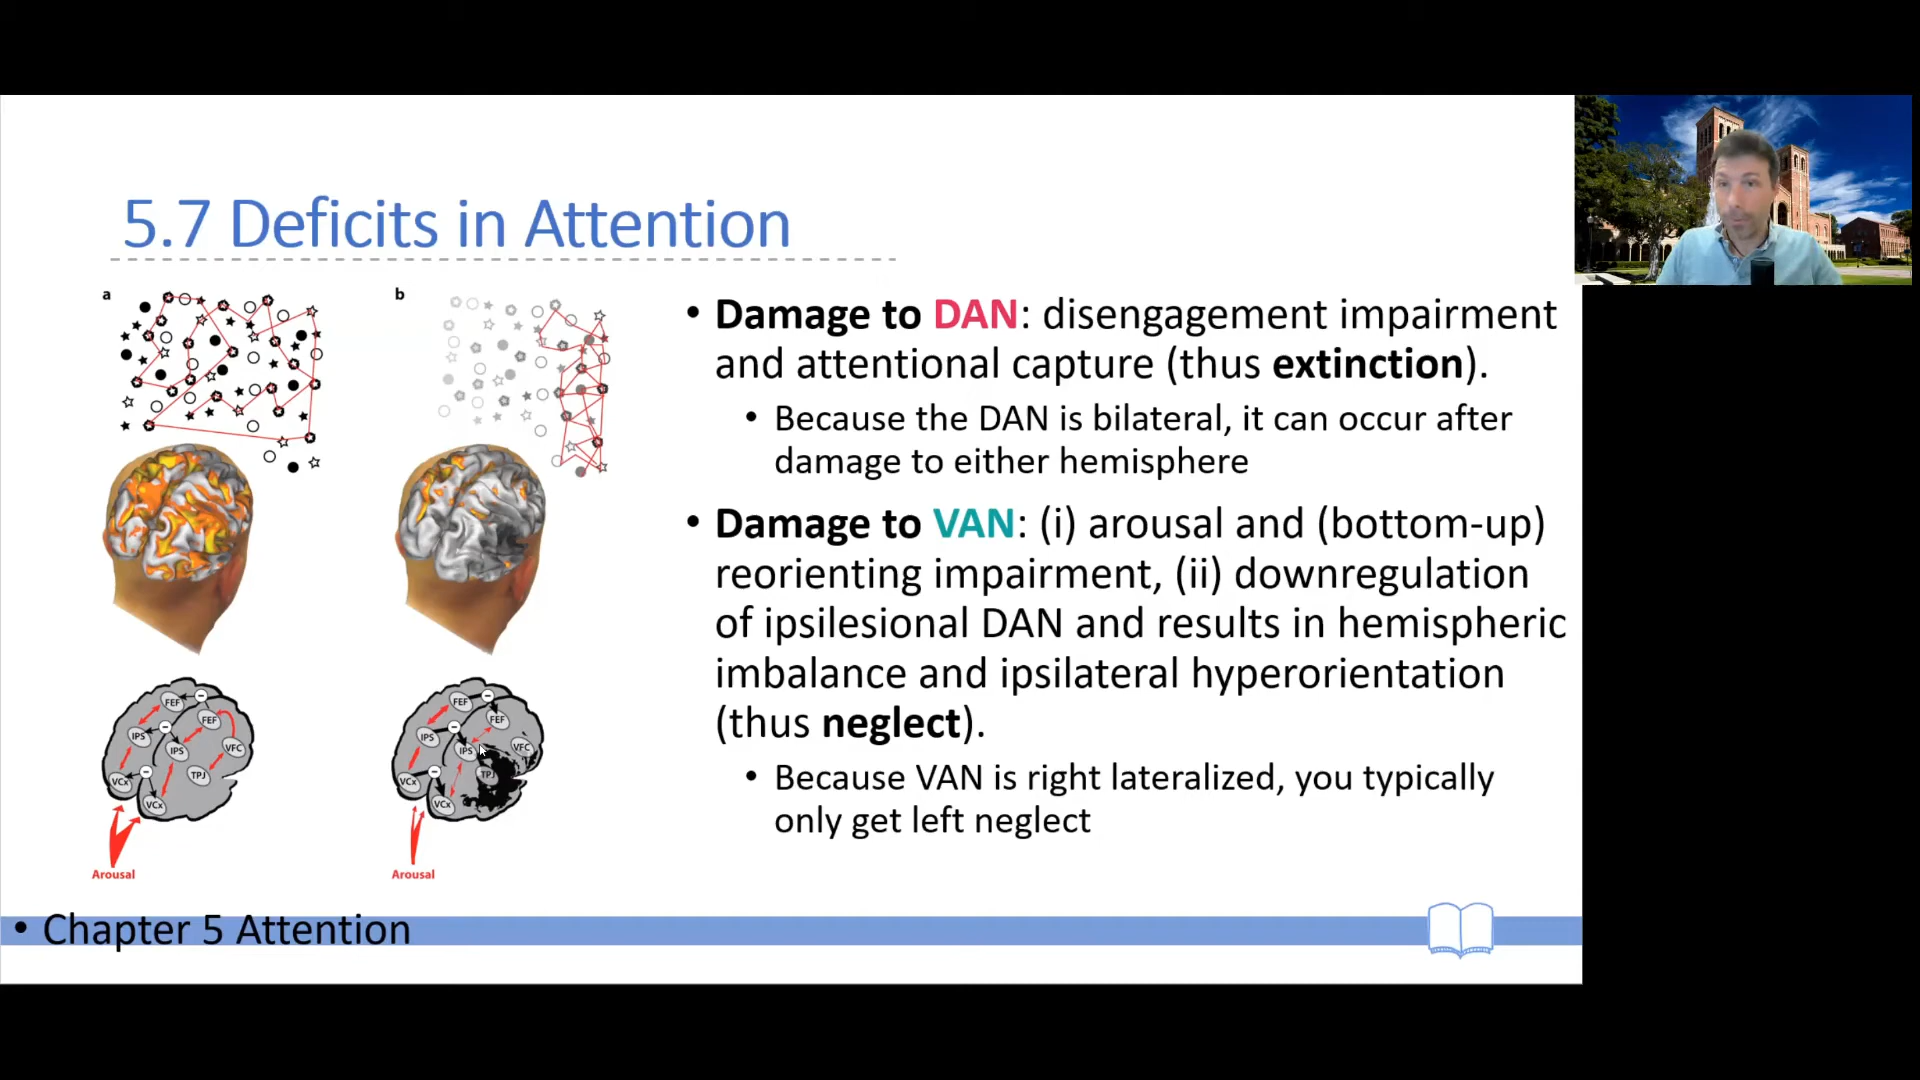 5.7 Deficits in Attention
a
b
FEF
FEF
IPS
IPS
VFC
TPJ
VCx
VCx
Arousal
FEF
FEF
IPS
IPS
VFC
TPJ
VCx
VCx
Arousal
• Damage to DAN: disengagement impairment
and attentional capture (thus extinction).
• Because the DAN is bilateral, it can occur after
damage to either hemisphere
• Damage to VAN: (i) arousal and (bottom-up)
reorienting impairment, (ii) downregulation
of ipsilesional DAN and results in hemispheric
imbalance and ipsilateral hyperorientation
(thus neglect).
• Because VAN is right lateralized, you typically
only get left neglect
• Chapter 5 Attention